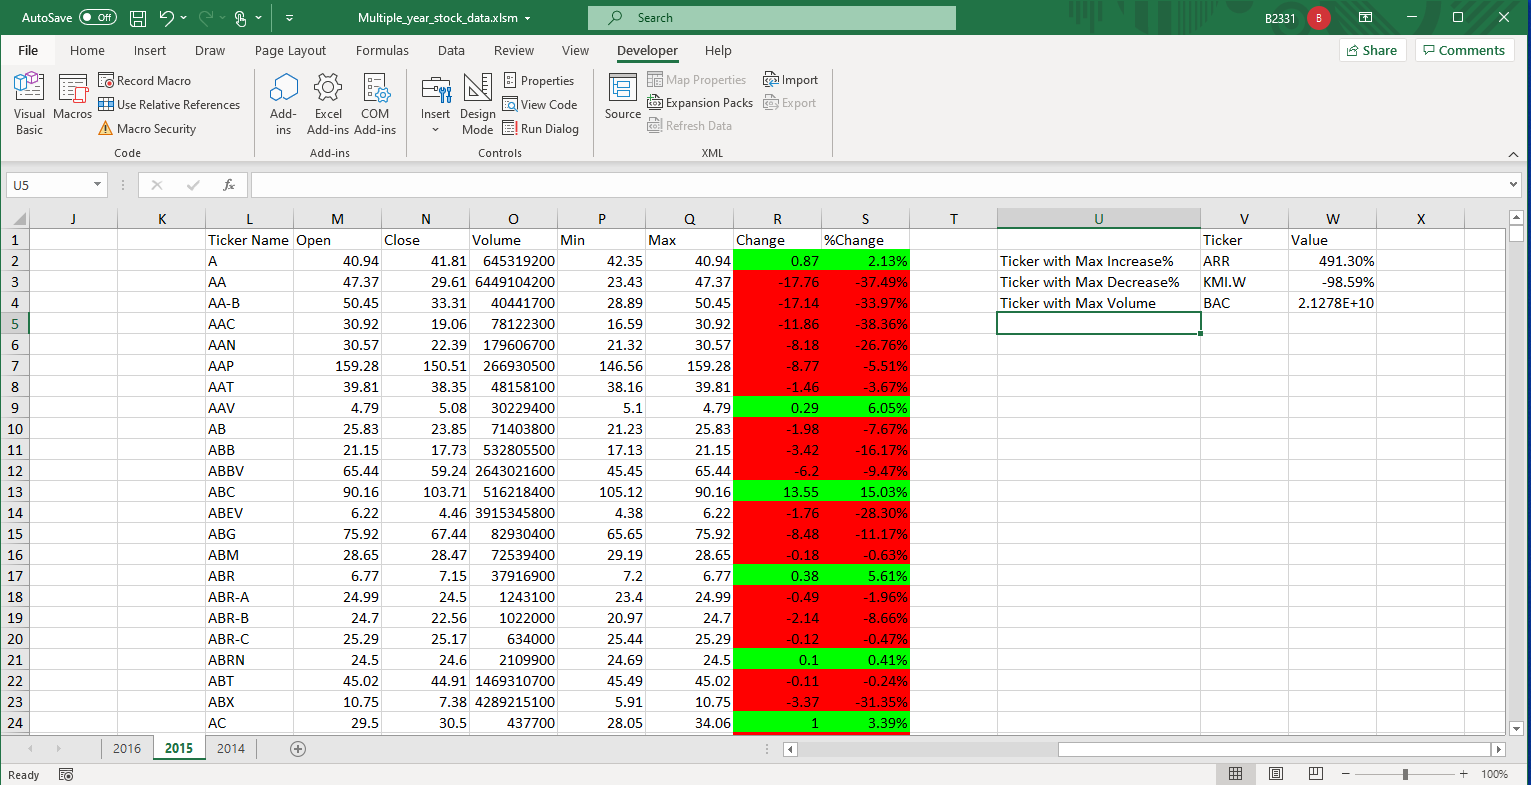 AutoSave Off Multiple_year_stock_data.xlsm Search B2331 B
File Home Insert Draw Page Layout Formulas Data Review View Developer Help Share Comments
Visual Basic Macros Record Macro Use Relative References Macro Security Add-ins Excel Add-ins COM Add-ins Insert Design Mode Properties View Code Run Dialog Source Map Properties Expansion Packs Refresh Data Import Export
Code Add-ins Controls XML
U5 fx
J K L M N O P Q R S T U V W X
1 Ticker Name Open Close Volume Min Max Change %Change Ticker Value
2 A 40.94 41.81 645319200 42.35 40.94 0.87 2.13% Ticker with Max Increase% ARR 491.30%
3 AA 47.37 29.61 6449104200 23.43 47.37 -17.76 -37.49% Ticker with Max Decrease% KMI.W -98.59%
4 AA-B 50.45 33.31 40441700 28.89 50.45 -17.14 -33.97% Ticker with Max Volume BAC 2.1278E+10
5 AAC 30.92 19.06 78122300 16.59 30.92 -11.86 -38.36%
6 AAN 30.57 22.39 179606700 21.32 30.57 -8.18 -26.76%
7 AAP 159.28 150.51 266930500 146.56 159.28 -8.77 -5.51%
8 AAT 39.81 38.35 48158100 38.16 39.81 -1.46 -3.67%
9 AAV 4.79 5.08 30229400 5.1 4.79 0.29 6.05%
10 AB 25.83 23.85 71403800 21.23 25.83 -1.98 -7.67%
11 ABB 21.15 17.73 532805500 17.13 21.15 -3.42 -16.17%
12 ABBV 65.44 59.24 2643021600 45.45 65.44 -6.2 -9.47%
13 ABC 90.16 103.71 516218400 105.12 90.16 13.55 15.03%
14 ABEV 6.22 4.46 3915345800 4.38 6.22 -1.76 -28.30%
15 ABG 75.92 67.44 82930400 65.65 75.92 -8.48 -11.17%
16 ABM 28.65 28.47 72539400 29.19 28.65 -0.18 -0.63%
17 ABR 6.77 7.15 37916900 7.2 6.77 0.38 5.61%
18 ABR-A 24.99 24.5 1243100 23.4 24.99 -0.49 -1.96%
19 ABR-B 24.7 22.56 1022000 20.97 24.7 -2.14 -8.66%
20 ABR-C 25.29 25.17 634000 25.44 25.29 -0.12 -0.47%
21 ABRN 24.5 24.6 2109900 24.69 24.5 0.1 0.41%
22 ABT 45.02 44.91 1469310700 45.49 45.02 -0.11 -0.24%
23 ABX 10.75 7.38 4289215100 5.91 10.75 -3.37 -31.35%
24 AC 29.5 30.5 437700 28.05 34.06 1 3.39%
2016 2015 2014
Ready 100%